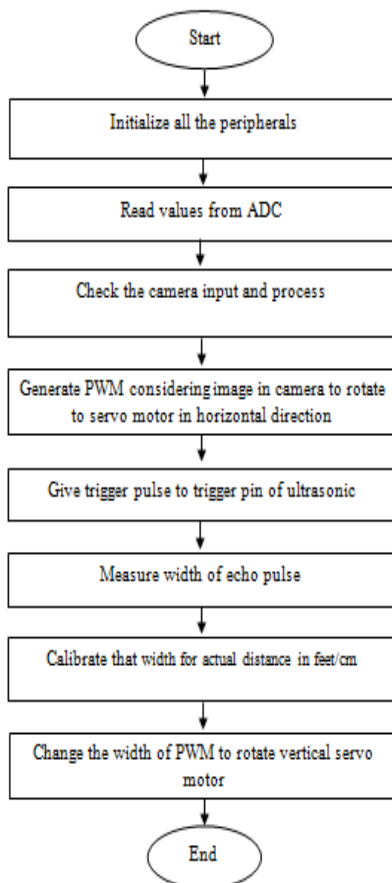 Start
Initialize all the peripherals
Read values from ADC
Check the camera input and process
Generate PWM considering image in camera to rotate
to servo motor in horizontal direction
Give trigger pulse to trigger pin of ultrasonic
Measure width of echo pulse
Calibrate that width for actual distance in feet/cm
Change the width of PWM to rotate vertical servo
motor
End